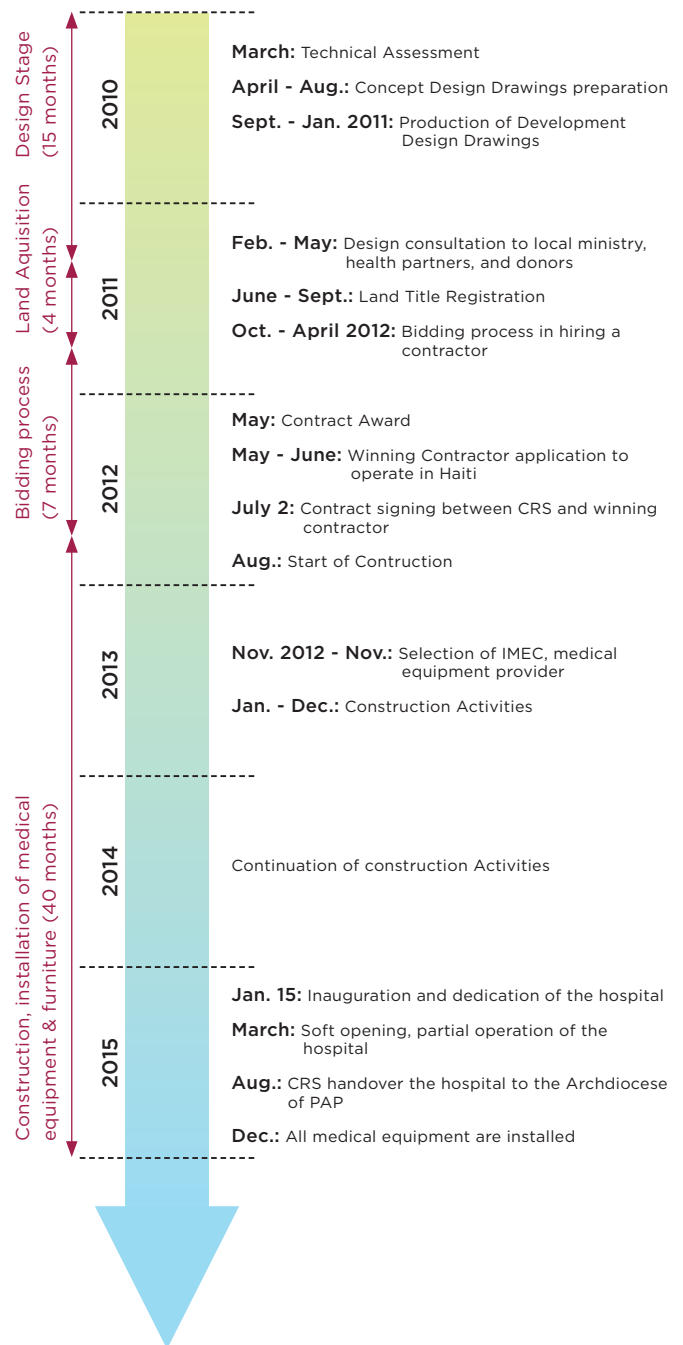 Design Stage
(15 months)
2010
March: Technical Assessment
April - Aug.: Concept Design Drawings preparation
Sept. - Jan. 2011: Production of Development
Design Drawings
Land Aquisition
(4 months)
2011
Feb. - May: Design consultation to local ministry,
health partners, and donors
June - Sept.: Land Title Registration
Oct. - April 2012: Bidding process in hiring a
contractor
Bidding process
(7 months)
2012
May: Contract Award
May - June: Winning Contractor application to
operate in Haiti
July 2: Contract signing between CRS and winning
contractor
Aug.: Start of Contruction
Construction, installation of medical
equipment & furniture (40 months)
2013
Nov. 2012 - Nov.: Selection of IMEC, medical
equipment provider
Jan. - Dec.: Construction Activities
2014
Continuation of construction Activities
2015
Jan. 15: Inauguration and dedication of the hospital
March: Soft opening, partial operation of the
hospital
Aug.: CRS handover the hospital to the Archdiocese
of PAP
Dec.: All medical equipment are installed